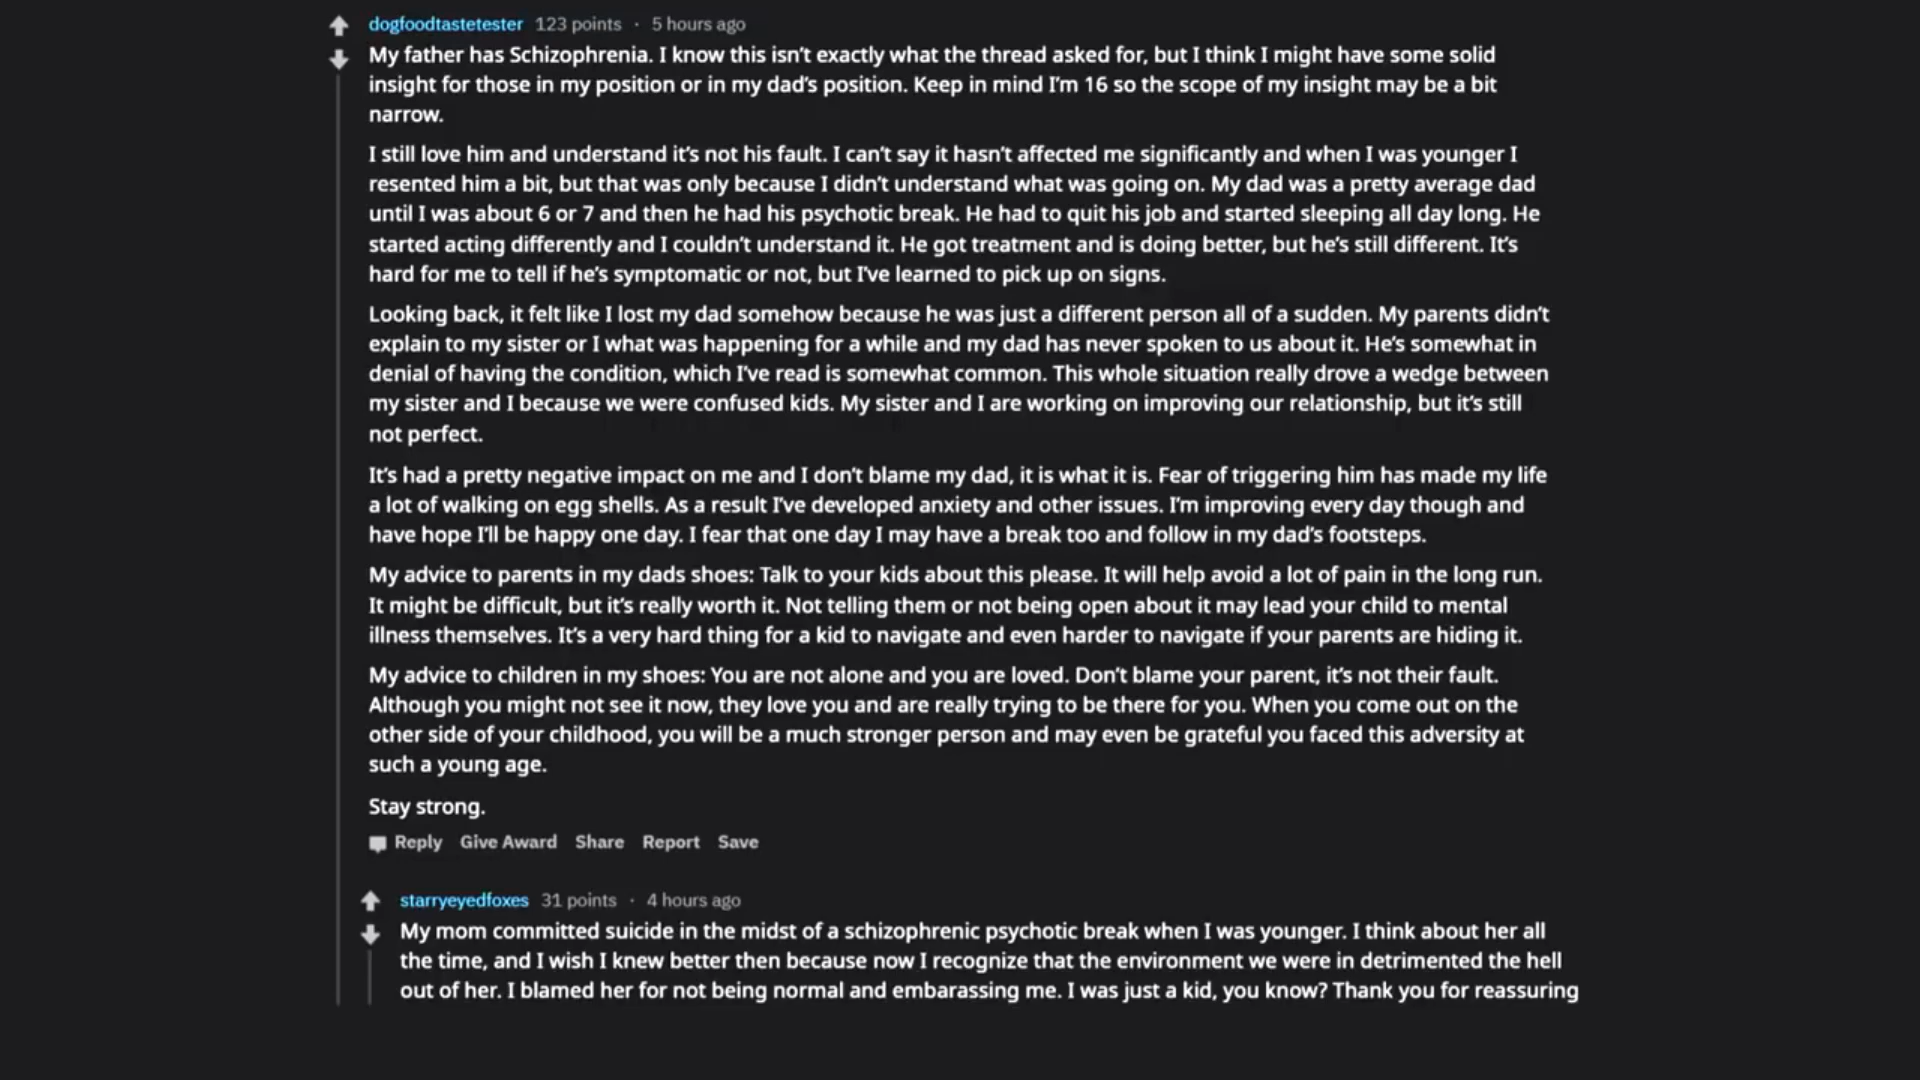 dogfoodtastetester 123 points · 5 hours ago
My father has Schizophrenia. I know this isn't exactly what the thread asked for, but I think I might have some solid
insight for those in my position or in my dad's position. Keep in mind I'm 16 so the scope of my insight may be a bit
narrow.
I still love him and understand it's not his fault. I can't say it hasn't affected me significantly and when I was younger I
resented him a bit, but that was only because I didn't understand what was going on. My dad was a pretty average dad
until I was about 6 or 7 and then he had his psychotic break. He had to quit his job and started sleeping all day long. He
started acting differently and I couldn't understand it. He got treatment and is doing better, but he's still different. It's
hard for me to tell if he's symptomatic or not, but I've learned to pick up on signs.
Looking back, it felt like I lost my dad somehow because he was just a different person all of a sudden. My parents didn't
explain to my sister or I what was happening for a while and my dad has never spoken to us about it. He's somewhat in
denial of having the condition, which I've read is somewhat common. This whole situation really drove a wedge between
my sister and I because we were confused kids. My sister and I are working on improving our relationship, but it's still
not perfect.
It's had a pretty negative impact on me and I don't blame my dad, it is what it is. Fear of triggering him has made my life
a lot of walking on egg shells. As a result I've developed anxiety and other issues. I'm improving every day though and
have hope I'll be happy one day. I fear that one day I may have a break too and follow in my dad's footsteps.
My advice to parents in my dads shoes: Talk to your kids about this please. It will help avoid a lot of pain in the long run.
It might be difficult, but it's really worth it. Not telling them or not being open about it may lead your child to mental
illness themselves. It's a very hard thing for a kid to navigate and even harder to navigate if your parents are hiding it.
My advice to children in my shoes: You are not alone and you are loved. Don't blame your parent, it's not their fault.
Although you might not see it now, they love you and are really trying to be there for you. When you come out on the
other side of your childhood, you will be a much stronger person and may even be grateful you faced this adversity at
such a young age.
Stay strong.
Reply Give Award Share Report Save
starryeyedfoxes 31 points · 4 hours ago
My mom committed suicide in the midst of a schizophrenic psychotic break when I was younger. I think about her all
the time, and I wish I knew better then because now I recognize that the environment we were in detrimented the hell
out of her. I blamed her for not being normal and embarassing me. I was just a kid, you know? Thank you for reassuring